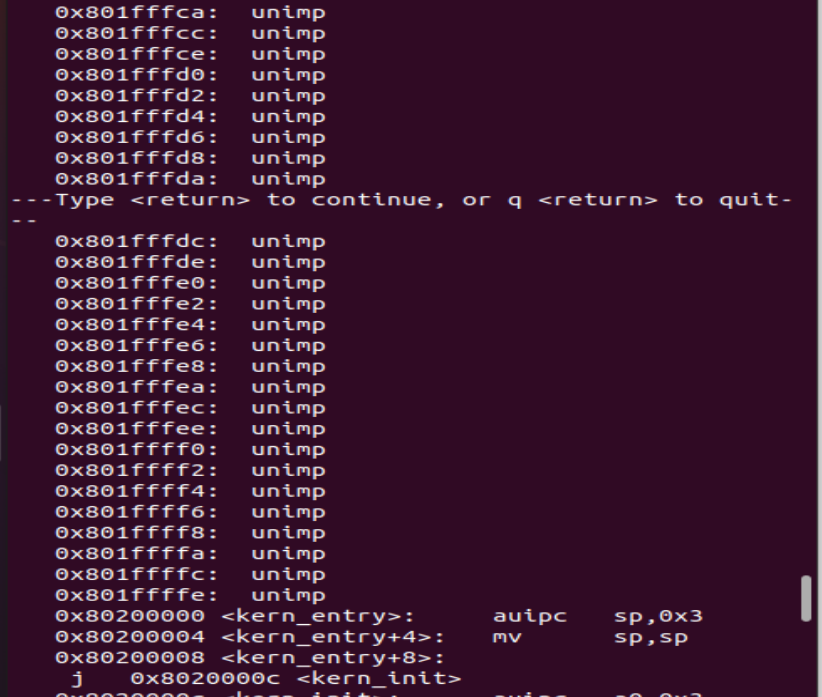 0x801fffca:  unimp
0x801fffcc:  unimp
0x801fffce:  unimp
0x801fffd0:  unimp
0x801fffd2:  unimp
0x801fffd4:  unimp
0x801fffd6:  unimp
0x801fffd8:  unimp
0x801fffda:  unimp
---Type <return> to continue, or q <return> to quit-
--
0x801fffdc:  unimp
0x801fffde:  unimp
0x801fffe0:  unimp
0x801fffe2:  unimp
0x801fffe4:  unimp
0x801fffe6:  unimp
0x801fffe8:  unimp
0x801fffea:  unimp
0x801fffec:  unimp
0x801fffee:  unimp
0x801ffff0:  unimp
0x801ffff2:  unimp
0x801ffff4:  unimp
0x801ffff6:  unimp
0x801ffff8:  unimp
0x801ffffa:  unimp
0x801ffffc:  unimp
0x801ffffe:  unimp
0x80200000 <kern_entry>:     auipc   sp,0x3
0x80200004 <kern_entry+4>:   mv      sp,sp
0x80200008 <kern_entry+8>:
j   0x8020000c <kern_init>